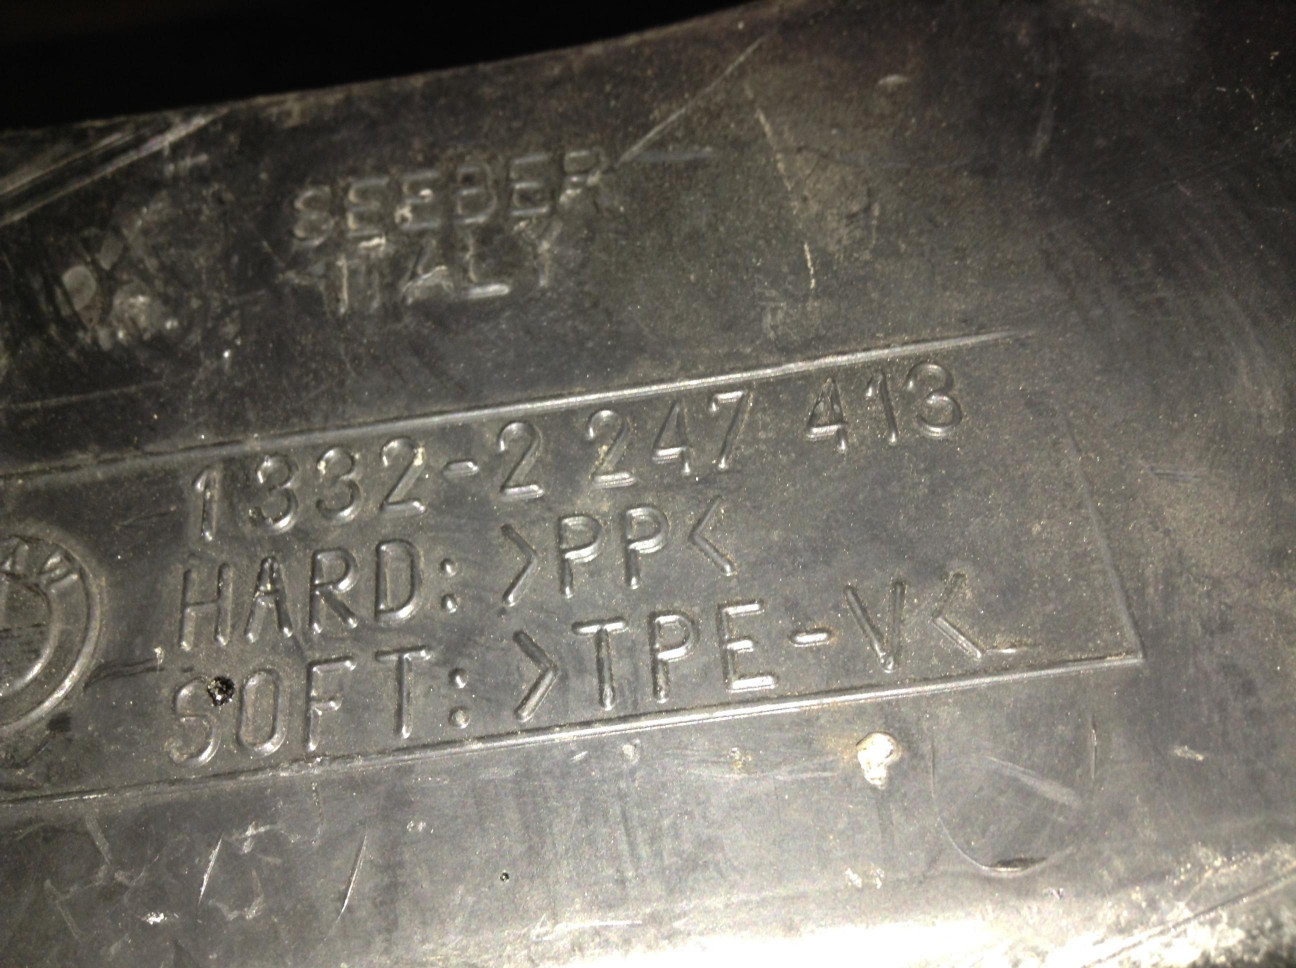 SEEBER
ITALY
1332-2 247 413
HARD: >PP<
SOFT: >TPE-V<